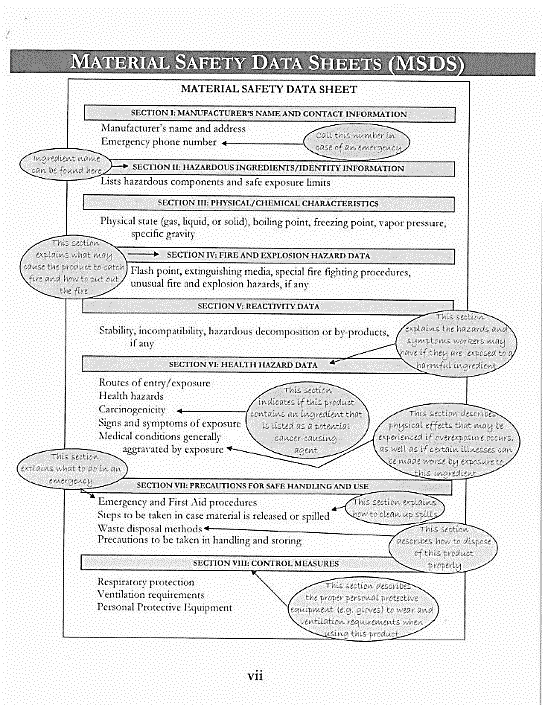 MATERIAL SAFETY DATA SHEETS (MSDS)
MATERIAL SAFETY DATA SHEET
SECTION I: MANUFACTURER'S NAME AND CONTACT INFORMATION
Manufacturer's name and address
Emergency phone number
Call this number in
case of an emergency
Ingredient name
can be found here
SECTION II: HAZARDOUS INGREDIENTS/IDENTITY INFORMATION
Lists hazardous components and safe exposure limits
SECTION III: PHYSICAL/CHEMICAL CHARACTERISTICS
Physical state (gas, liquid, or solid), boiling point, freezing point, vapor pressure,
specific gravity
This section
explains what may
cause the product to catch
fire and how to put out
the fire
SECTION IV: FIRE AND EXPLOSION HAZARD DATA
Flash point, extinguishing media, special fire fighting procedures,
unusual fire and explosion hazards, if any
SECTION V: REACTIVITY DATA
Stability, incompatibility, hazardous decomposition or by-products,
if any
This section
explains the hazards and
symptoms workers may
have if they are exposed to a
harmful ingredient
SECTION VI: HEALTH HAZARD DATA
Routes of entry/exposure
Health hazards
Carcinogenicity
Signs and symptoms of exposure
Medical conditions generally
aggravated by exposure
This section
indicates if this product
contains an ingredient that
is listed as a potential
cancer-causing
agent
This section describes
physical effects that may be
experienced if overexposure occurs,
as well as if certain illnesses can
be made worse by exposure to
this ingredient
This section
explains what to do in an
emergency
SECTION VII: PRECAUTIONS FOR SAFE HANDLING AND USE
Emergency and First Aid procedures
Steps to be taken in case material is released or spilled
Waste disposal methods
Precautions to be taken in handling and storing
This section explains
how to clean up spills
This section
describes how to dispose
of this product
properly
SECTION VIII: CONTROL MEASURES
Respiratory protection
Ventilation requirements
Personal Protective Equipment
This section describes
the proper personal protective
equipment (e.g. gloves) to wear and
ventilation requirements when
using this product
vii